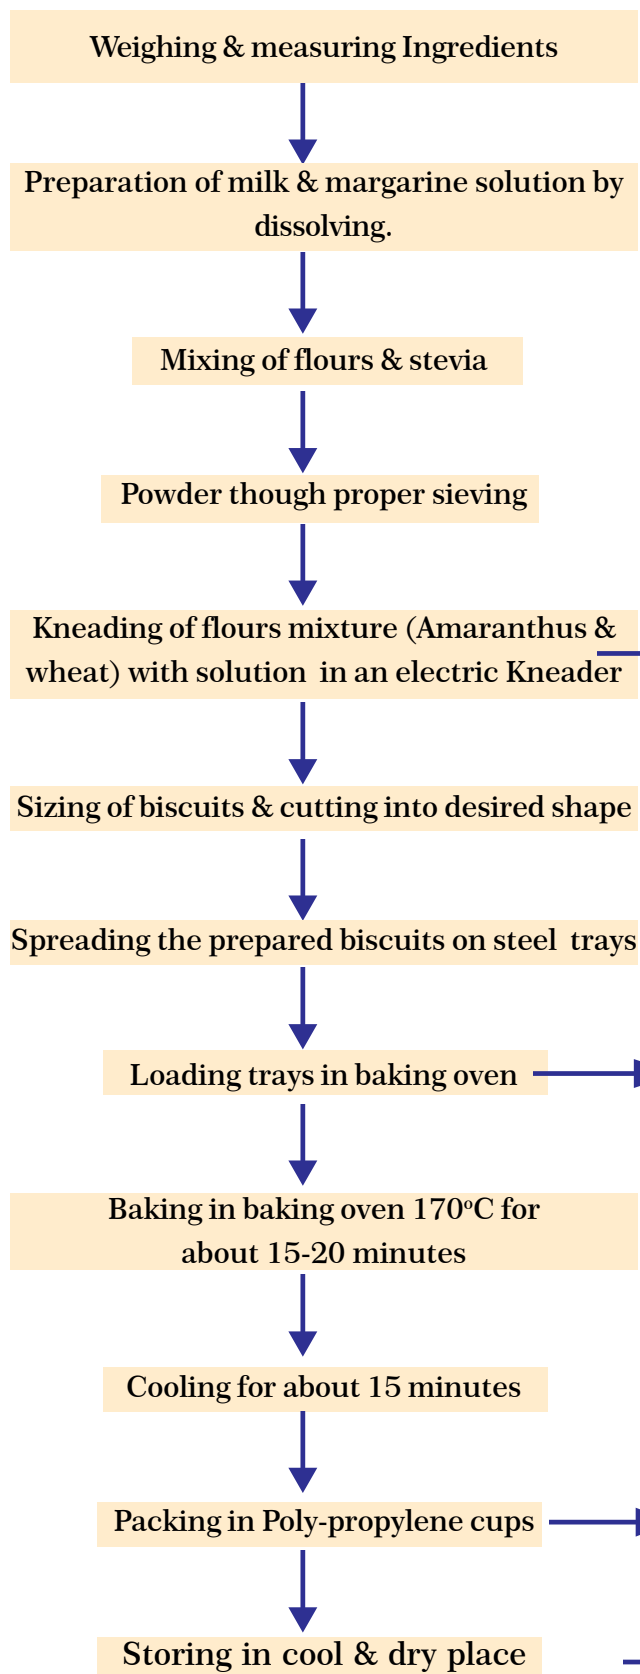 Weighing & measuring Ingredients
Preparation of milk & margarine solution by
dissolving.
Mixing of flours & stevia
Powder though proper sieving
Kneading of flours mixture (Amaranthus &
wheat) with solution in an electric Kneader
Sizing of biscuits & cutting into desired shape
Spreading the prepared biscuits on steel trays
Loading trays in baking oven
Baking in baking oven 170ºC for
about 15-20 minutes
Cooling for about 15 minutes
Packing in Poly-propylene cups
Storing in cool & dry place